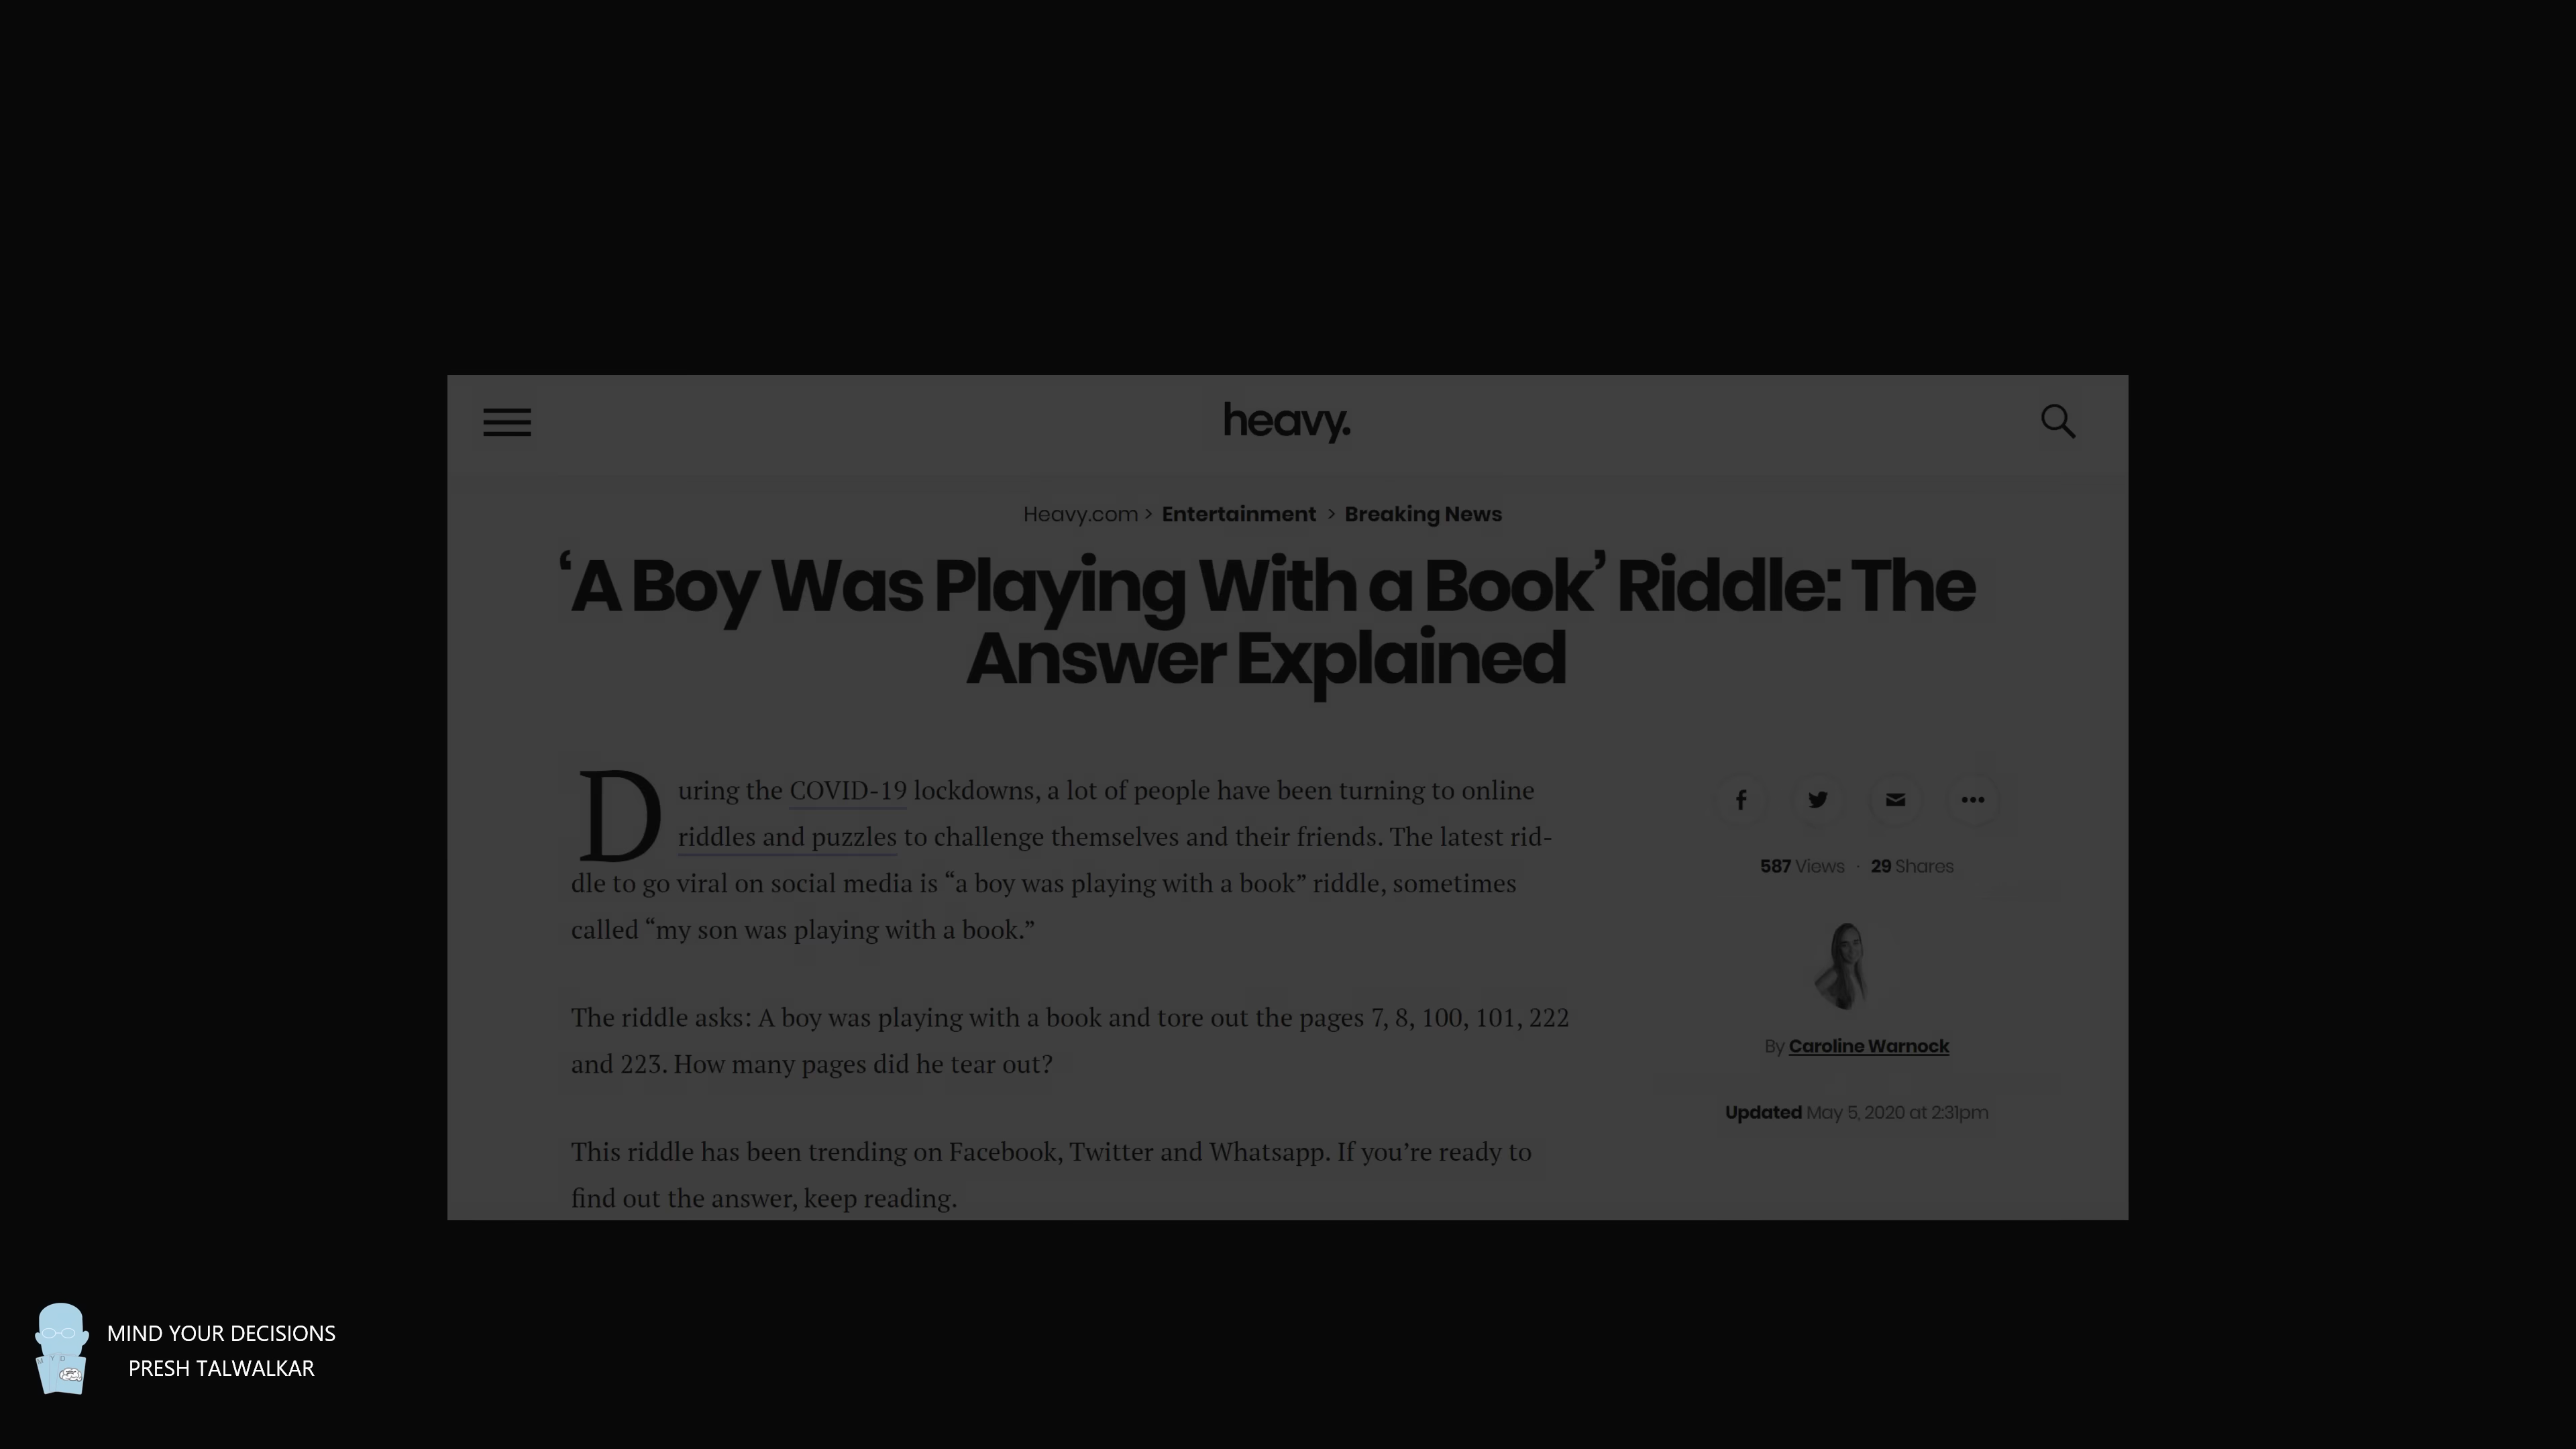 heavy.
Heavy.com > Entertainment > Breaking News
‘A Boy Was Playing With a Book’ Riddle: The
Answer Explained
During the COVID-19 lockdowns, a lot of people have been turning to online
riddles and puzzles to challenge themselves and their friends. The latest rid-
dle to go viral on social media is “a boy was playing with a book” riddle, sometimes
called “my son was playing with a book.”
The riddle asks: A boy was playing with a book and tore out the pages 7, 8, 100, 101, 222
and 223. How many pages did he tear out?
This riddle has been trending on Facebook, Twitter and Whatsapp. If you’re ready to
find out the answer, keep reading.
587 Views · 29 Shares
By Caroline Warnock
Updated May 5, 2020 at 2:31pm
M Y D
MIND YOUR DECISIONS
PRESH TALWALKAR